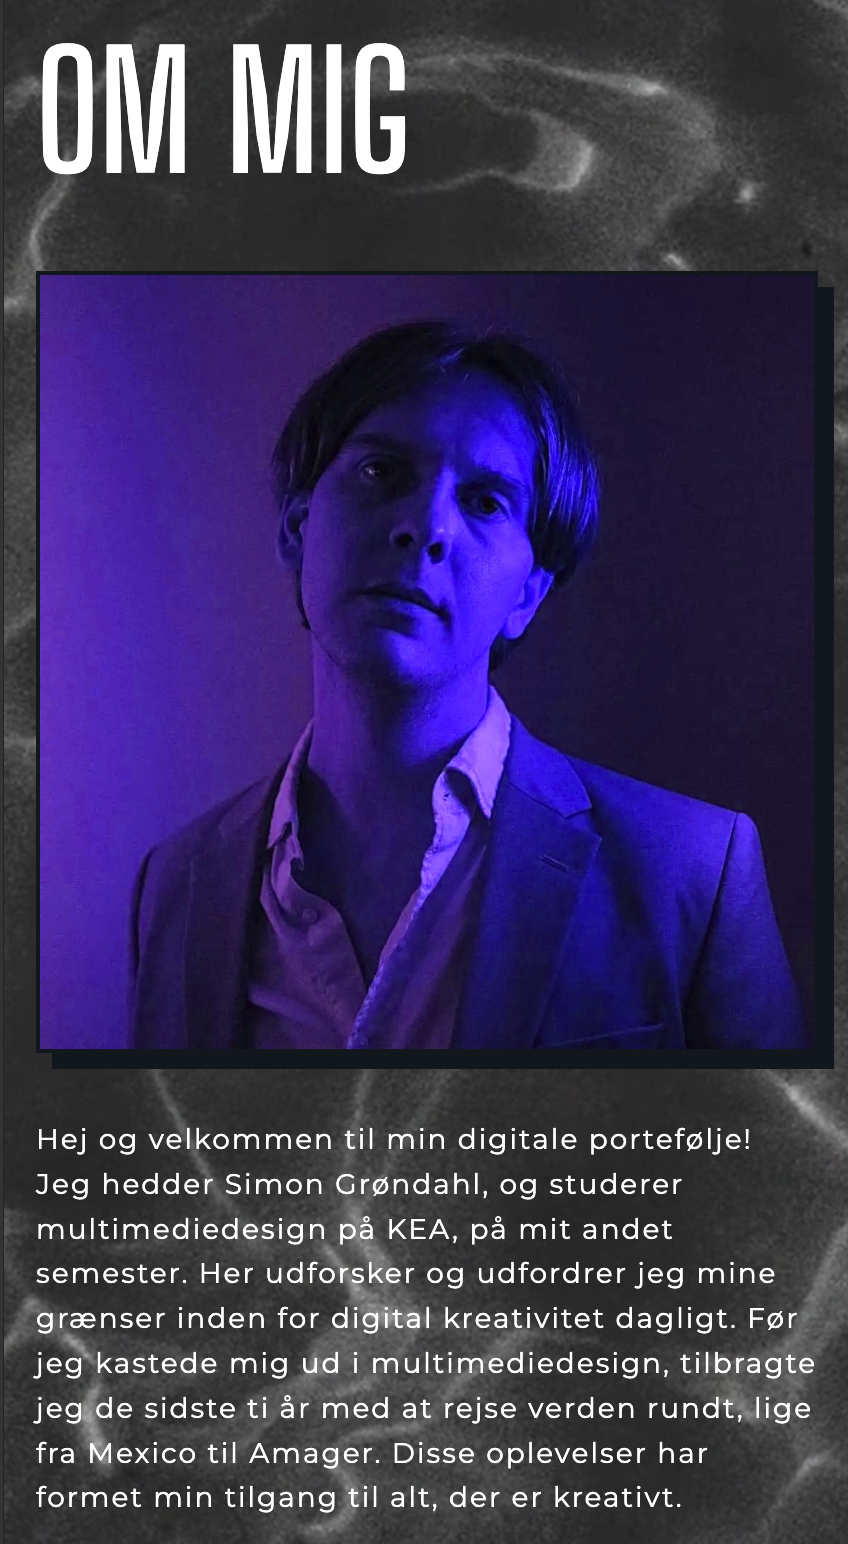 OM MIG
Hej og velkommen til min digitale portefølje!
Jeg hedder Simon Grøndahl, og studerer
multimediedesign på KEA, på mit andet
semester. Her udforsker og udfordrer jeg mine
grænser inden for digital kreativitet dagligt. Før
jeg kastede mig ud i multimediedesign, tilbragte
jeg de sidste ti år med at rejse verden rundt, lige
fra Mexico til Amager. Disse oplevelser har
formet min tilgang til alt, der er kreativt.